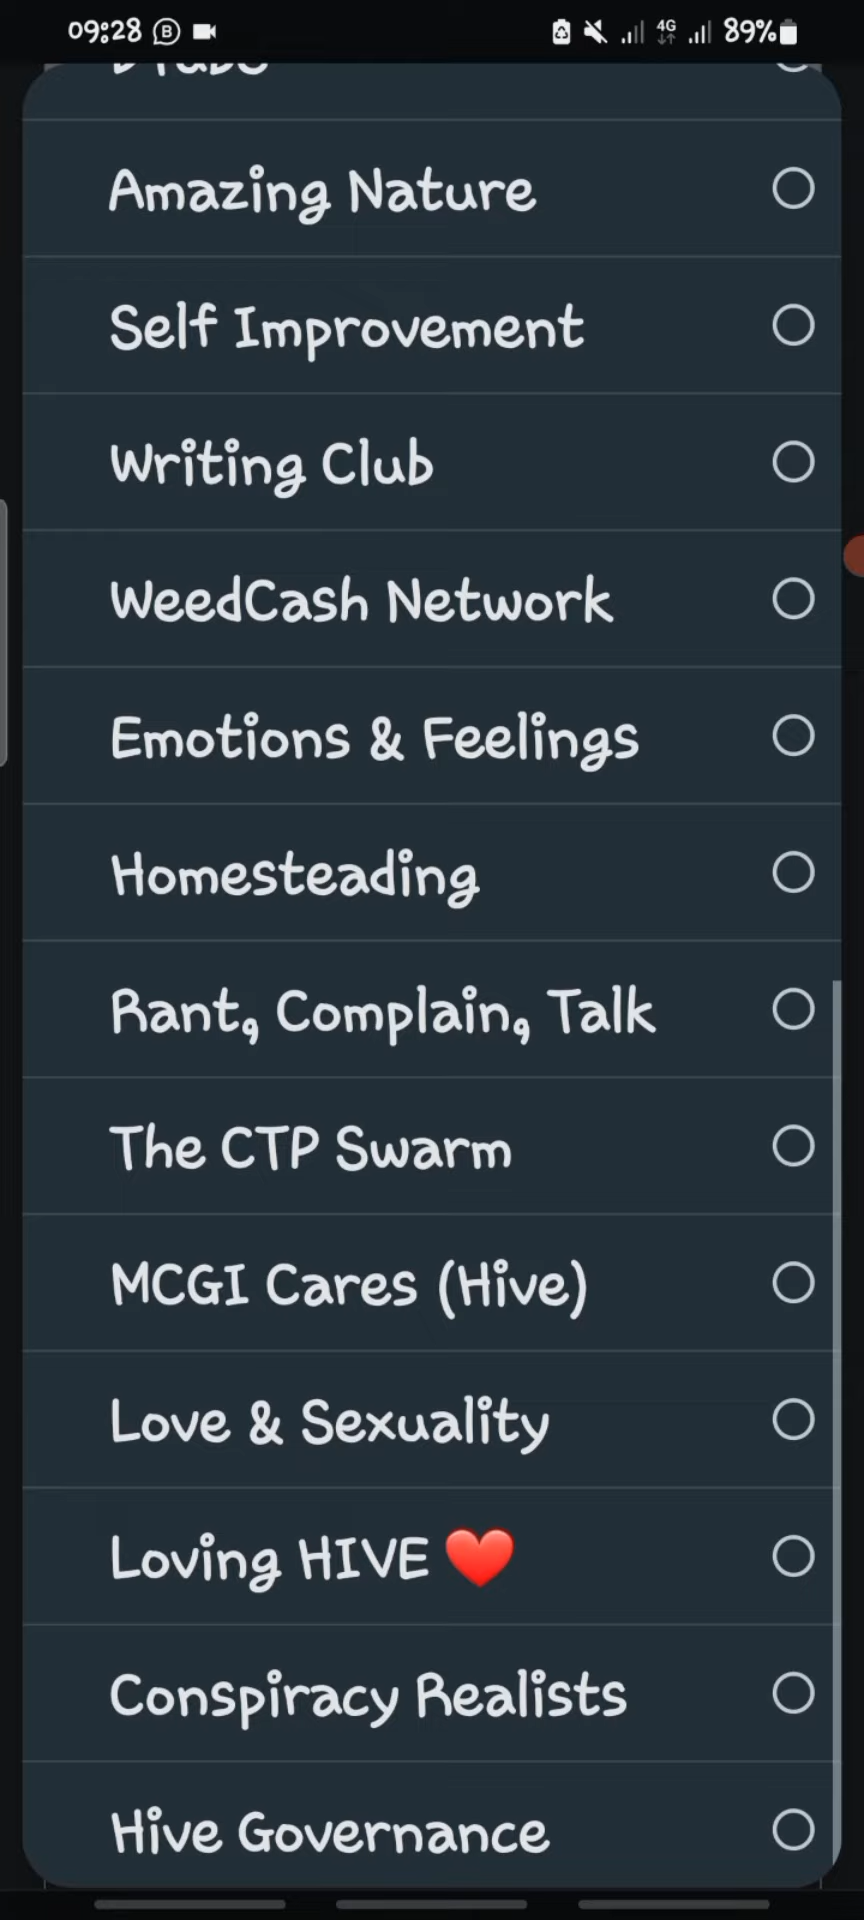 09:28 B 4G 89%
Amazing Nature
Self Improvement
Writing Club
WeedCash Network
Emotions & Feelings
Homesteading
Rant, Complain, Talk
The CTP Swarm
MCGI Cares (Hive)
Love & Sexuality
Loving HIVE ❤️
Conspiracy Realists
Hive Governance